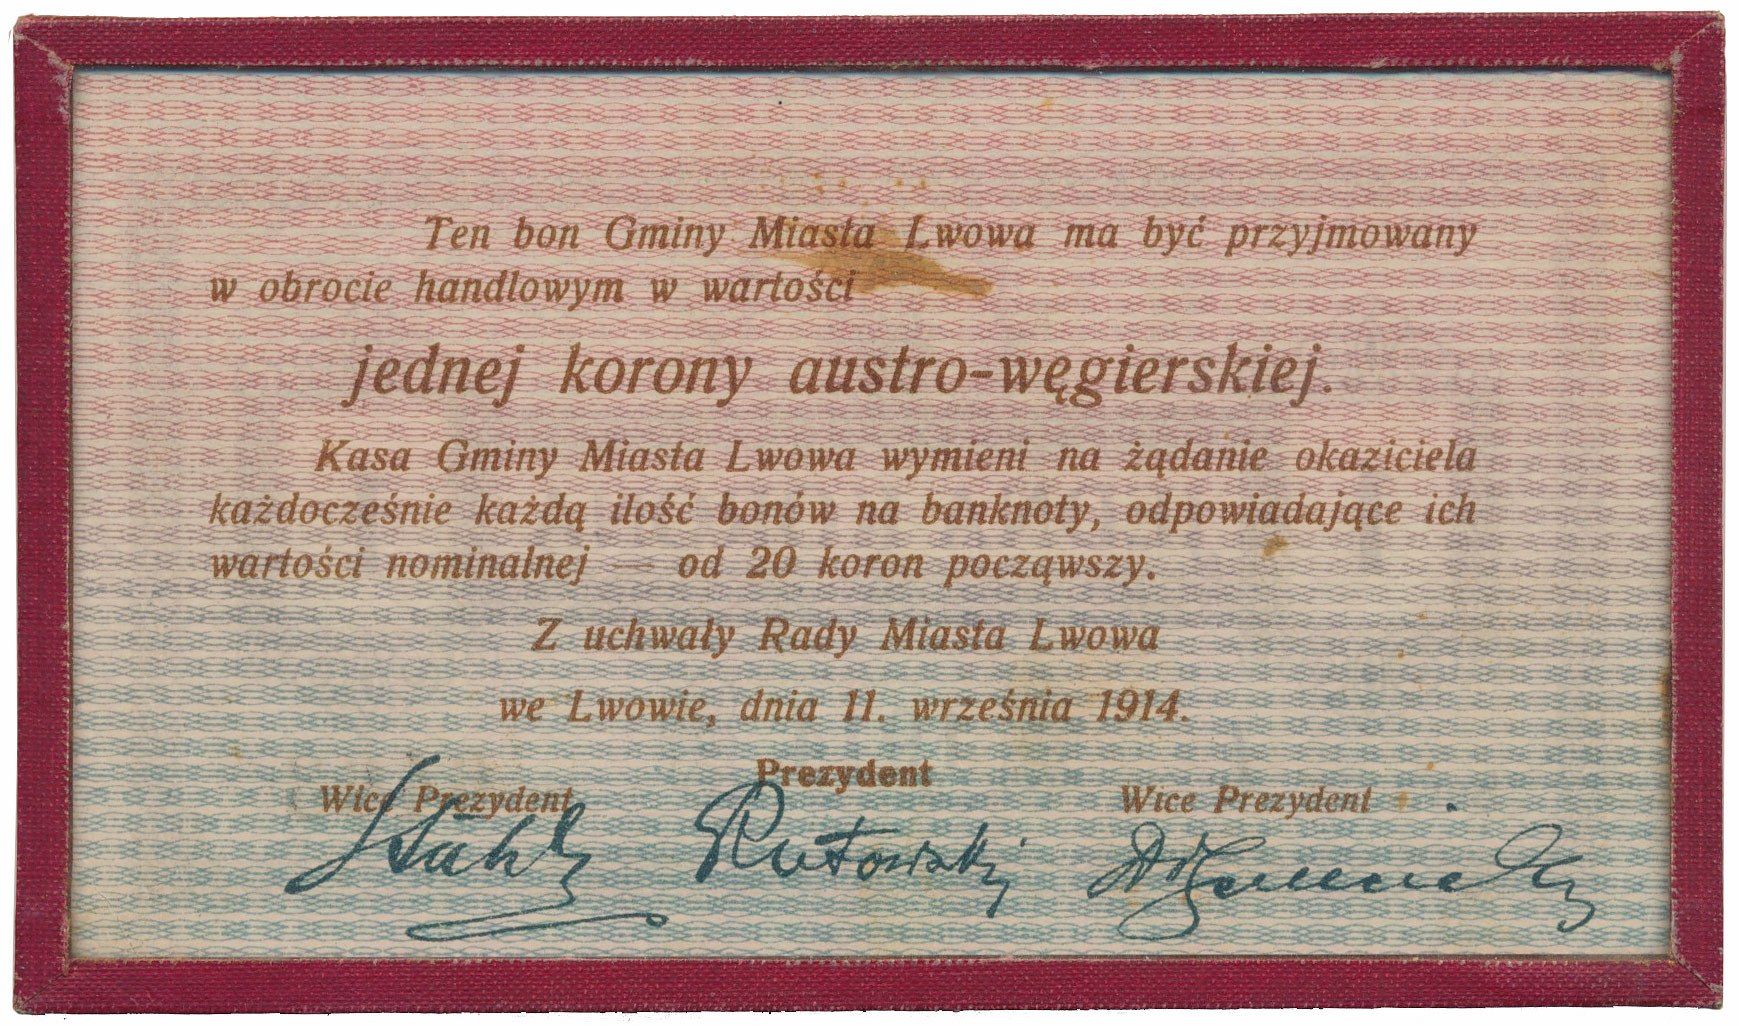 Ten bon Gminy Miasta Lwowa ma być przyjmowany
w obrocie handlowym w wartości
jednej korony austro-węgierskiej.
Kasa Gminy Miasta Lwowa wymieni na żądanie okaziciela
każdocześnie każdą ilość bonów na banknoty, odpowiadające ich
wartości nominalnej — od 20 koron począwszy.
Z uchwały Rady Miasta Lwowa
we Lwowie, dnia 11. września 1914.
Prezydent
Wice Prezydent Wice Prezydent
Stahl Rutowski